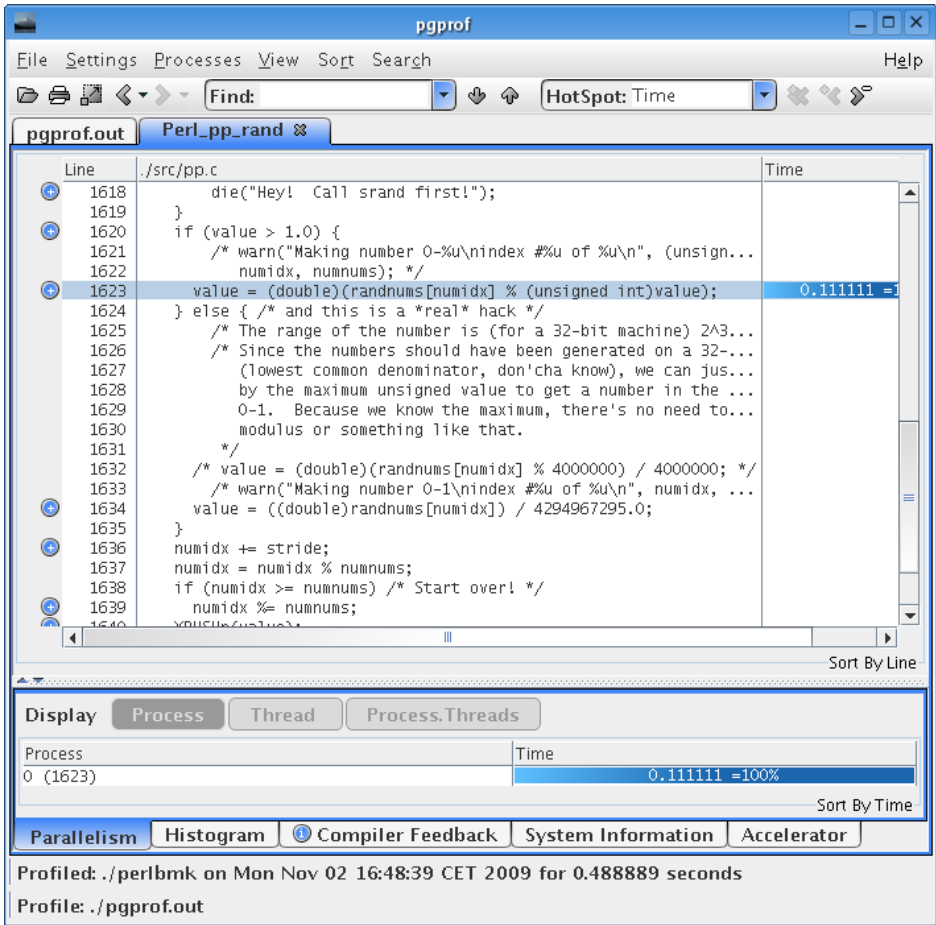 pgprof
File Settings Processes View Sort Search Help
Find: HotSpot: Time
pgprof.out Perl_pp_rand
Line ./src/pp.c Time
1618 die("Hey!  Call srand first!");
1619 }
1620 if (value > 1.0) {
1621 /* warn("Making number 0-%u\nindex #%u of %u\n", (unsign...
1622 numidx, numnums); */
1623 value = (double)(randnums[numidx] % (unsigned int)value); 0.111111 =1
1624 } else { /* and this is a *real* hack */
1625 /* The range of the number is (for a 32-bit machine) 2^3...
1626 /* Since the numbers should have been generated on a 32-...
1627 (lowest common denominator, don'cha know), we can jus...
1628 by the maximum unsigned value to get a number in the ...
1629 0-1.  Because we know the maximum, there's no need to...
1630 modulus or something like that.
1631 */
1632 /* value = (double)(randnums[numidx] % 4000000) / 4000000; */
1633 /* warn("Making number 0-1\nindex #%u of %u\n", numidx, ...
1634 value = ((double)randnums[numidx]) / 4294967295.0;
1635 }
1636 numidx += stride;
1637 numidx = numidx % numnums;
1638 if (numidx >= numnums) /* Start over! */
1639 numidx %= numnums;
1640 XPUSHn(value);
Sort By Line
Display Process Thread Process.Threads
Process Time
0 (1623) 0.111111 =100%
Sort By Time
Parallelism Histogram Compiler Feedback System Information Accelerator
Profiled: ./perlbmk on Mon Nov 02 16:48:39 CET 2009 for 0.488889 seconds
Profile: ./pgprof.out